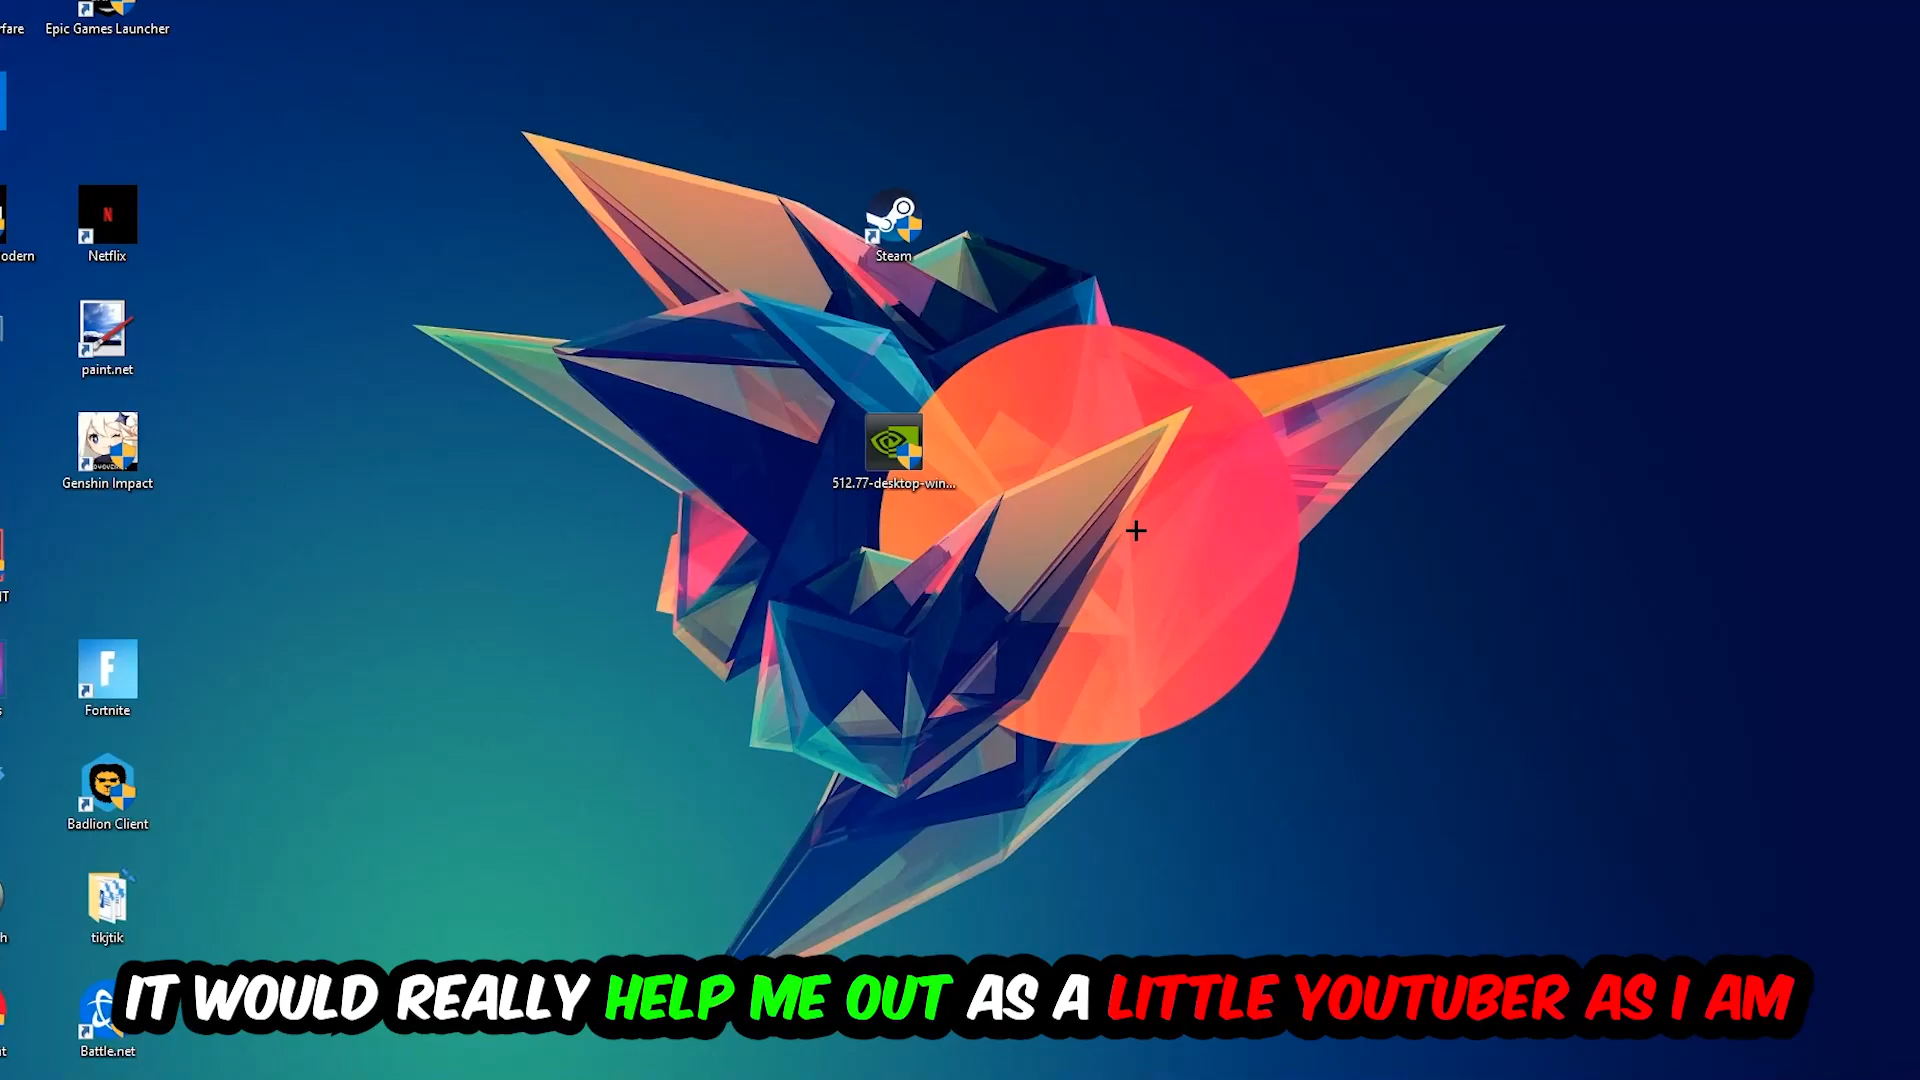 fare
Epic Games Launcher
odern
Netflix
Steam
paint.net
Genshin Impact
512.77-desktop-win...
Fortnite
Badlion Client
tikjtik
IT WOULD REALLY HELP ME OUT AS A LITTLE YOUTUBER AS I AM
Battle.net